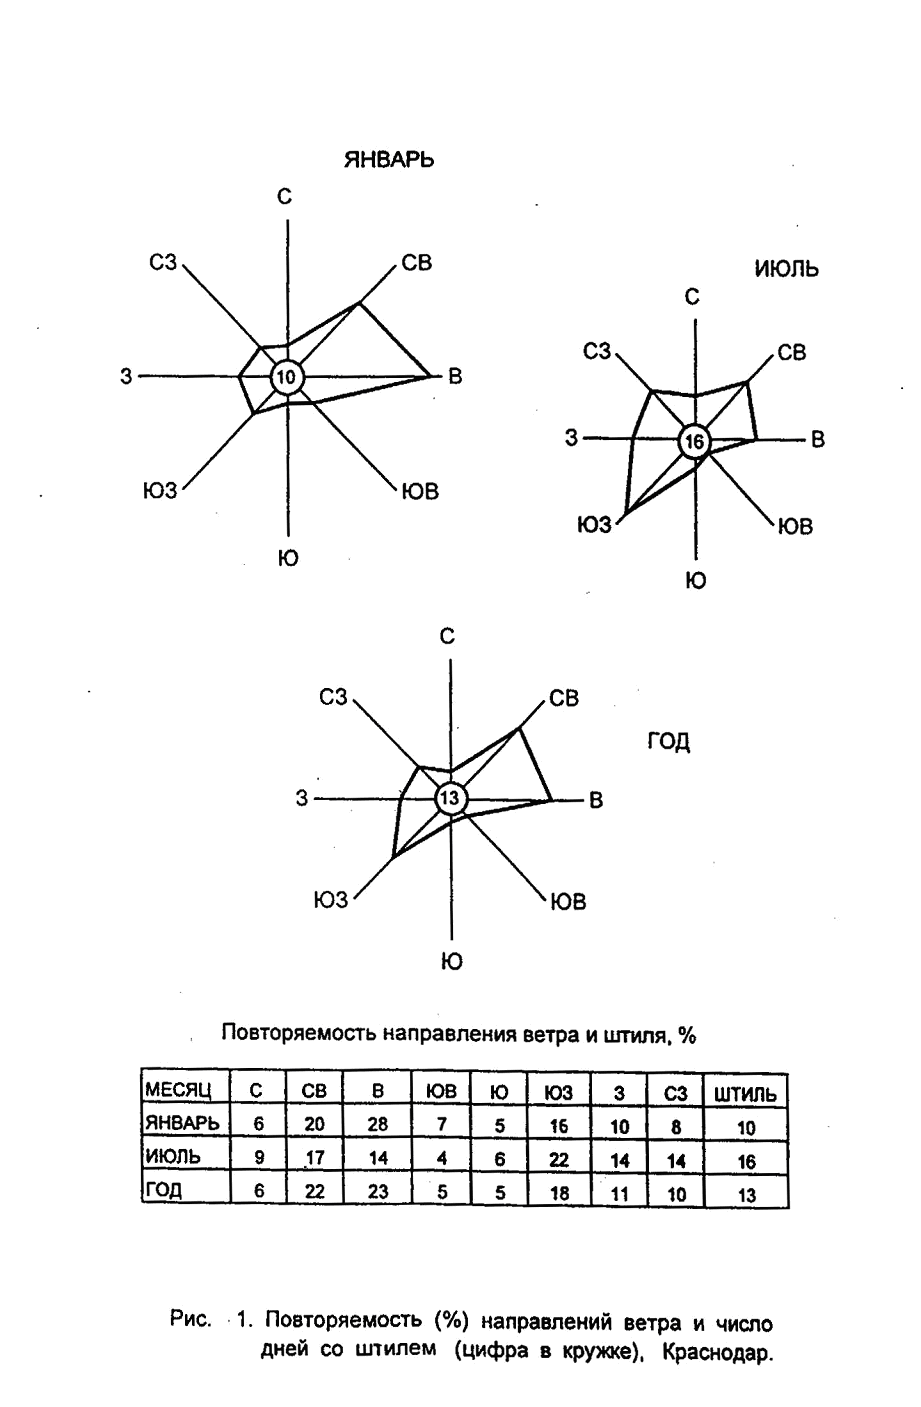 ЯНВАРЬ
С
СЗ
СВ
З
10
В
ЮЗ
ЮВ
Ю
ИЮЛЬ
С
СЗ
СВ
З
16
В
ЮЗ
ЮВ
Ю
С
СЗ
СВ
ГОД
З
13
В
ЮЗ
ЮВ
Ю
Повторяемость направления ветра и штиля, %
МЕСЯЦ С СВ В ЮВ Ю ЮЗ З СЗ ШТИЛЬ
ЯНВАРЬ 6 20 28 7 5 16 10 8 10
ИЮЛЬ 9 17 14 4 6 22 14 14 16
ГОД 6 22 23 5 5 18 11 10 13
Рис. 1. Повторяемость (%) направлений ветра и число
дней со штилем (цифра в кружке), Краснодар.